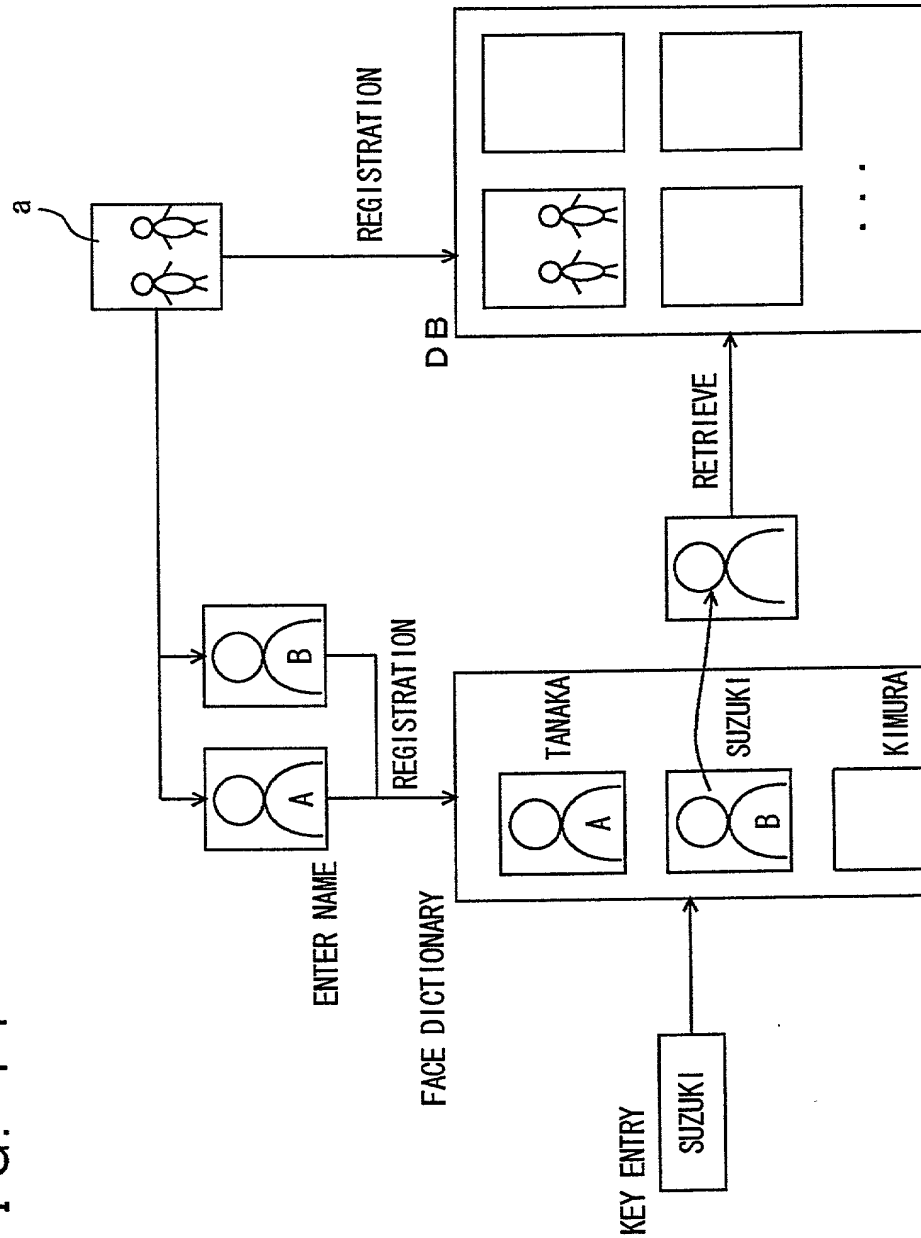 a
A
B
ENTER NAME
REGISTRATION
REGISTRATION
FACE DICTIONARY
DB
TANAKA
A
KEY ENTRY
SUZUKI
RETRIEVE
SUZUKI
B
KIMURA
...